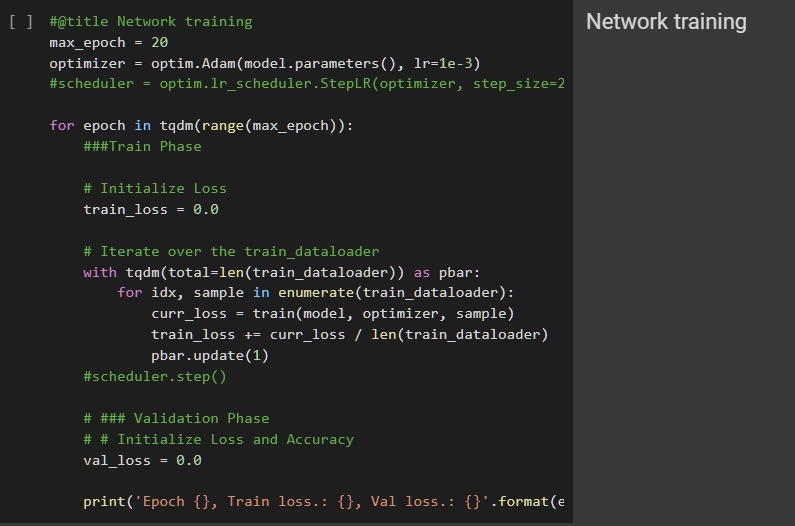 [ ] #@title Network training
max_epoch = 20
optimizer = optim.Adam(model.parameters(), lr=1e-3)
#scheduler = optim.lr_scheduler.StepLR(optimizer, step_size=2
for epoch in tqdm(range(max_epoch)):
###Train Phase
# Initialize Loss
train_loss = 0.0
# Iterate over the train_dataloader
with tqdm(total=len(train_dataloader)) as pbar:
for idx, sample in enumerate(train_dataloader):
curr_loss = train(model, optimizer, sample)
train_loss += curr_loss / len(train_dataloader)
pbar.update(1)
#scheduler.step()
# ### Validation Phase
# # Initialize Loss and Accuracy
val_loss = 0.0
print('Epoch {}, Train loss.: {}, Val loss.: {}'.format(e
Network training